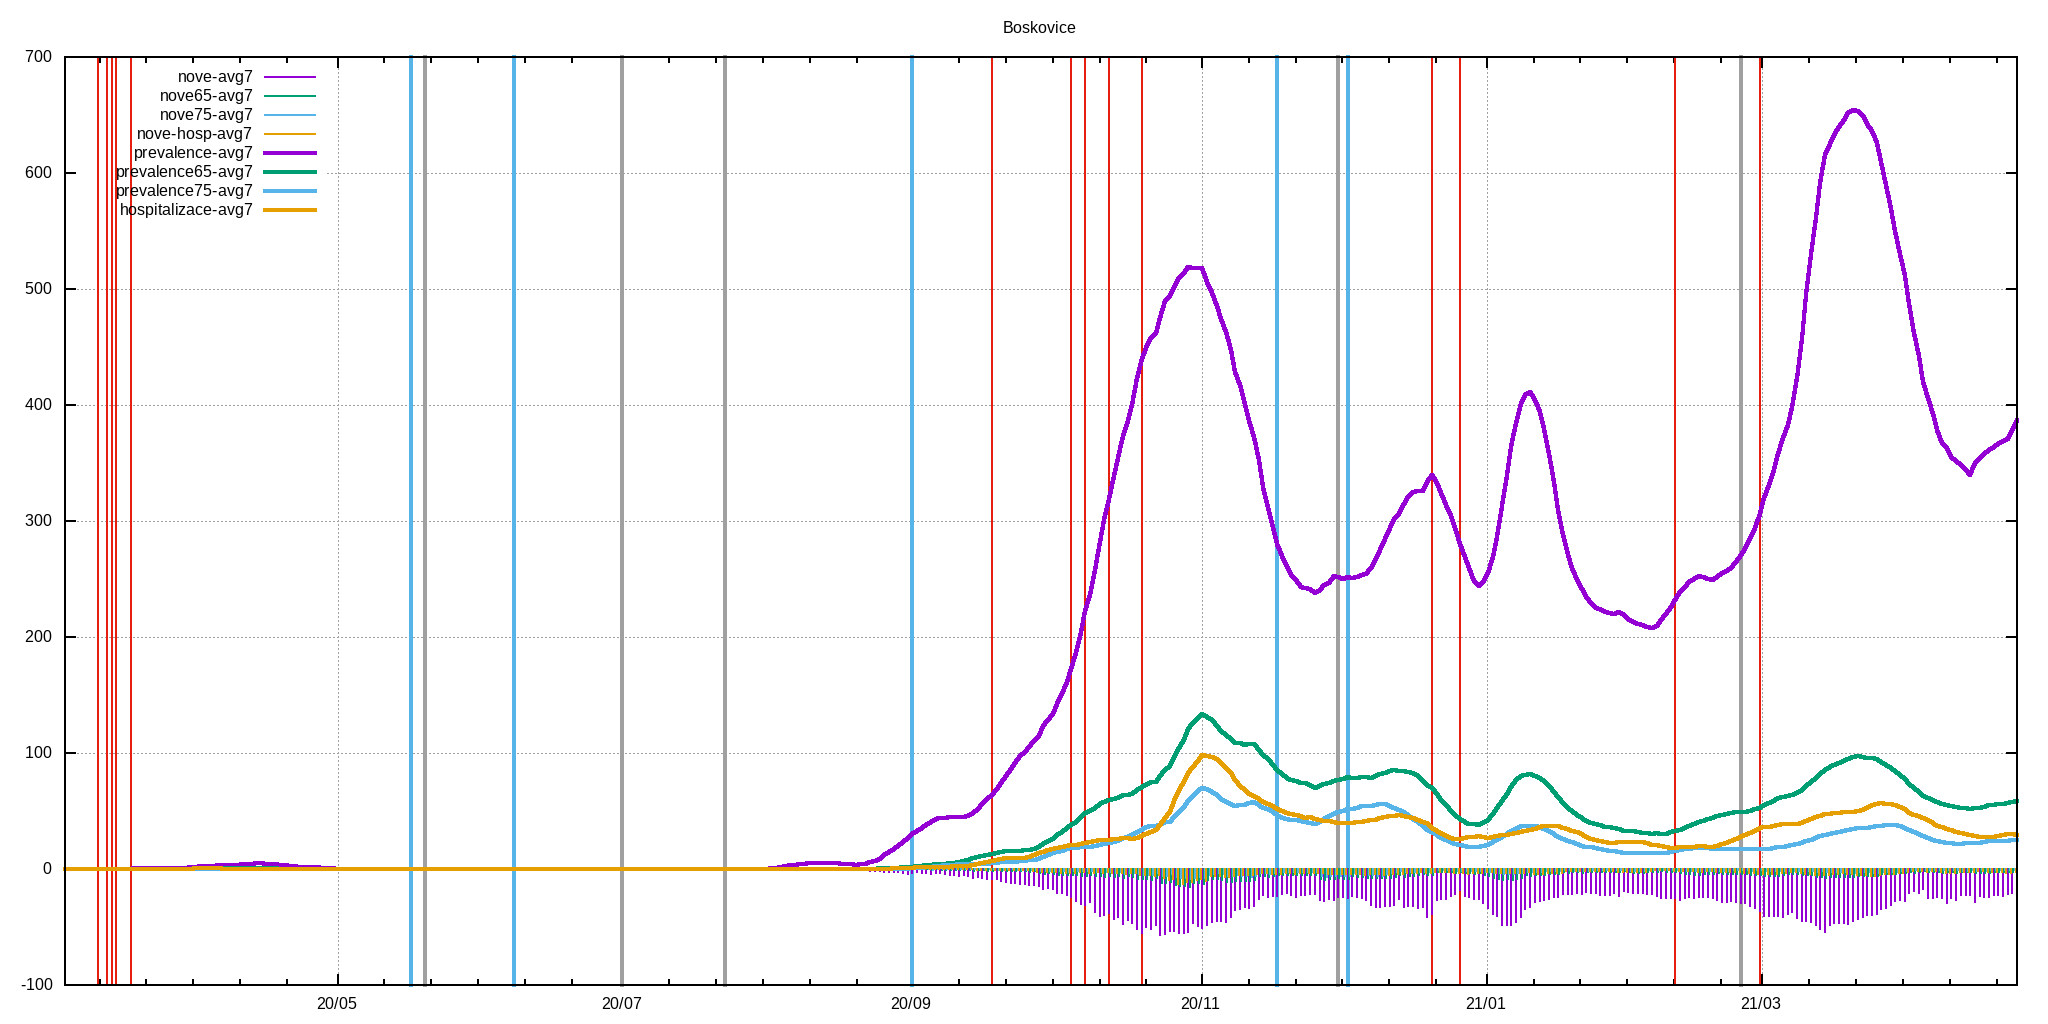 Boskovice
700
600
500
400
300
200
100
0
-100
nove-avg7
nove65-avg7
nove75-avg7
nove-hosp-avg7
prevalence-avg7
prevalence65-avg7
prevalence75-avg7
hospitalizace-avg7
20/05
20/07
20/09
20/11
21/01
21/03